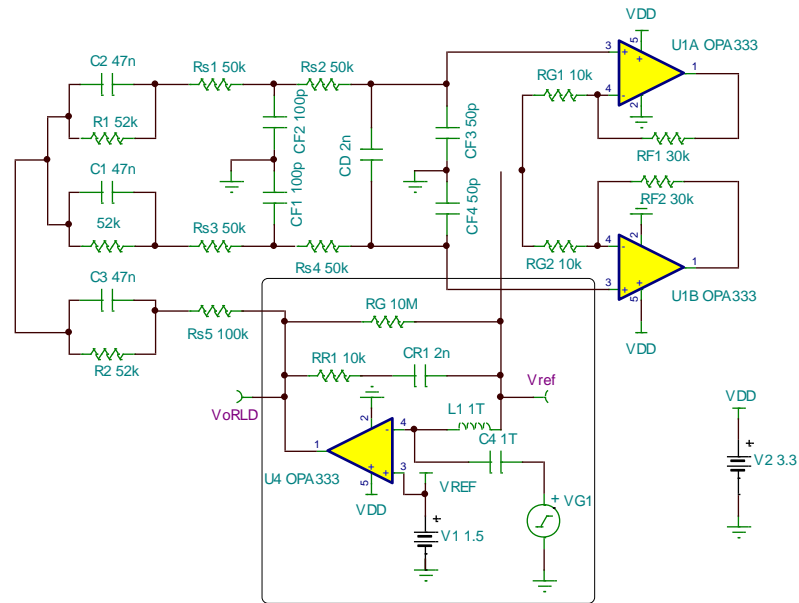 VDD
U1A OPA333
C2 47n
Rs1 50k
Rs2 50k
3
+
5
+
1
RG1 10k
4
-
2
R1 52k
CF2 100p
CD 2n
CF3 50p
RF1 30k
C1 47n
RF2 30k
52k
CF1 100p
CF4 50p
Rs3 50k
Rs4 50k
RG2 10k
4
-
2
1
3
+
+
5
U1B OPA333
VDD
C3 47n
Rs5 100k
R2 52k
RG 10M
RR1 10k
CR1 2n
VoRLD
Vref
L1 1T
C4 1T
2
4
-
1
3
+
+
5
U4 OPA333
VDD
VREF
+
V1 1.5
+
VG1
VDD
+
V2 3.3